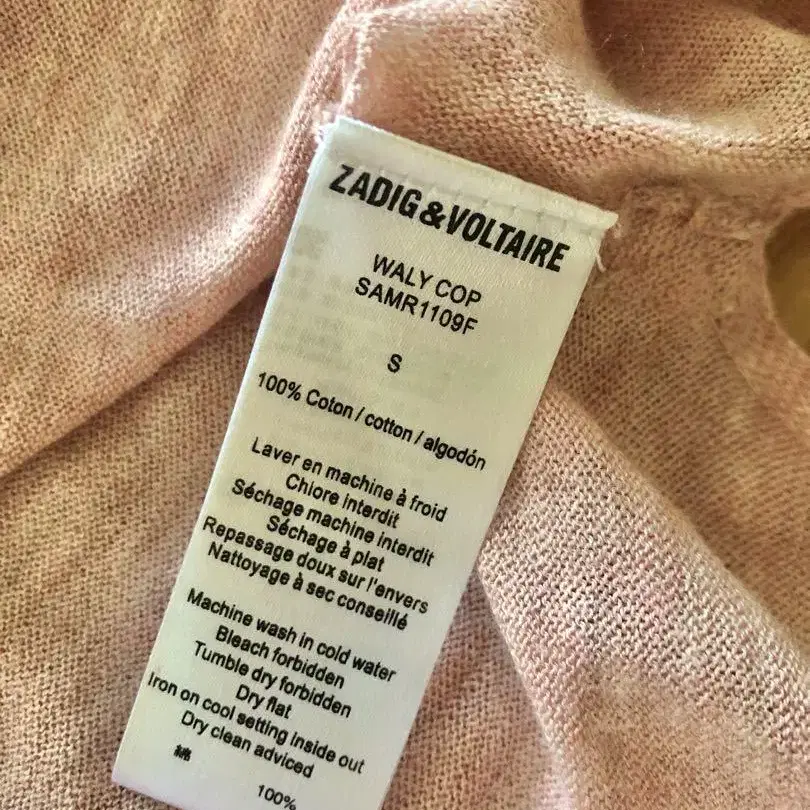 ZADIG&VOLTAIRE
WALY COP
SAMR1109F
S
100% Coton / cotton / algodón
Laver en machine à froid
Chlore interdit
Séchage machine interdit
Séchage à plat
Repassage doux sur l'envers
Nattoyage à sec conseillé
Machine wash in cold water
Bleach forbidden
Tumble dry forbidden
Dry flat
Iron on cool setting inside out
Dry clean adviced
綿
100%